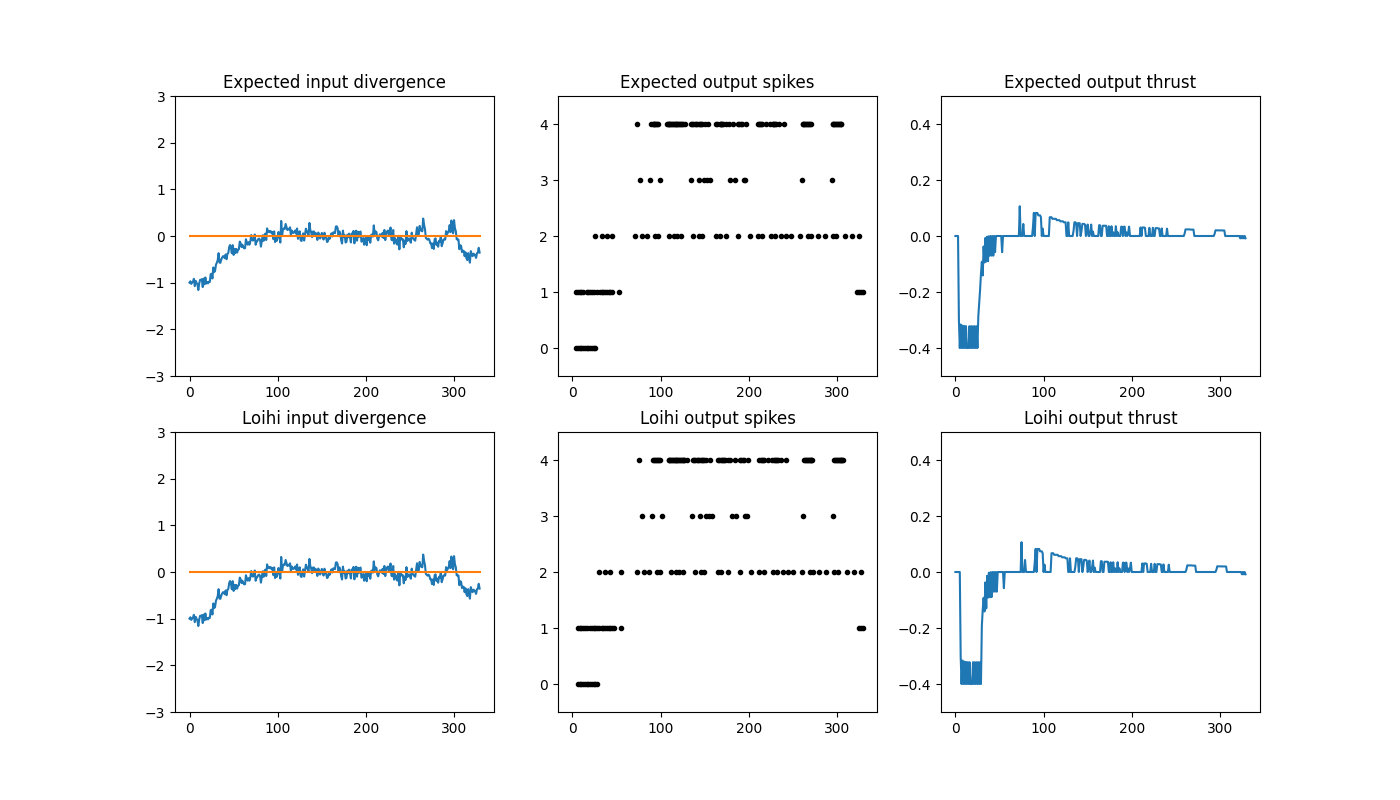 Expected input divergence
3
2
1
0
−1
−2
−3
0 100 200 300
Expected output spikes
4
3
2
1
0
0 100 200 300
Expected output thrust
0.4
0.2
0.0
−0.2
−0.4
0 100 200 300
Loihi input divergence
3
2
1
0
−1
−2
−3
0 100 200 300
Loihi output spikes
4
3
2
1
0
0 100 200 300
Loihi output thrust
0.4
0.2
0.0
−0.2
−0.4
0 100 200 300